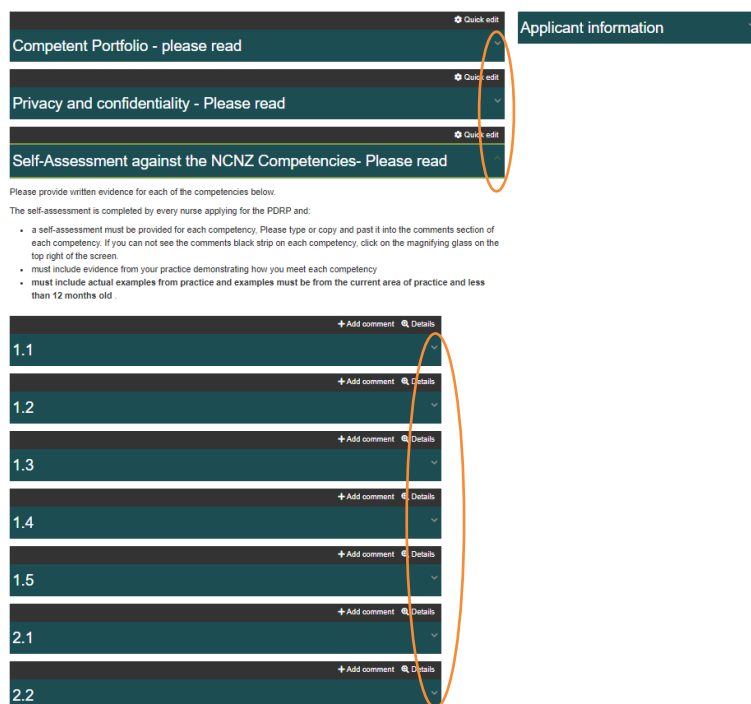 Quick edit
Competent Portfolio - please read
Quick edit
Privacy and confidentiality - Please read
Quick edit
Self-Assessment against the NCNZ Competencies- Please read
Please provide written evidence for each of the competencies below.
The self-assessment is completed by every nurse applying for the PDRP and:
• a self-assessment must be provided for each competency, Please type or copy and past it into the comments section of
each competency. If you can not see the comments black strip on each competency, click on the magnifying glass on the
top right of the screen.
• must include evidence from your practice demonstrating how you meet each competency
• must include actual examples from practice and examples must be from the current area of practice and less
than 12 months old .
+ Add comment Details
1.1
+ Add comment Details
1.2
+ Add comment Details
1.3
+ Add comment Details
1.4
+ Add comment Details
1.5
+ Add comment Details
2.1
+ Add comment Details
2.2
Applicant information